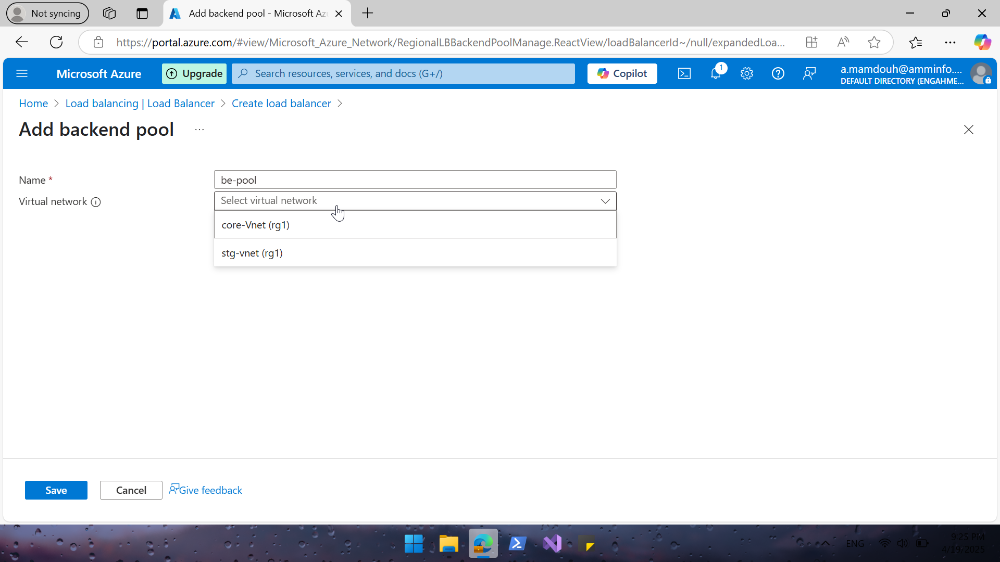 Not syncing
Add backend pool - Microsoft Az
https://portal.azure.com/#view/Microsoft_Azure_Network/RegionalLBBackendPoolManage.ReactView/loadBalancerId~/null/expandedLoa...
Microsoft Azure
Upgrade
Search resources, services, and docs (G+/)
Copilot
1
a.mamdouh@amminfo....
DEFAULT DIRECTORY (ENGAHME...
Home > Load balancing | Load Balancer > Create load balancer >
Add backend pool ...
Name *
be-pool
Virtual network
Select virtual network
core-Vnet (rg1)
stg-vnet (rg1)
Save
Cancel
Give feedback
ENG
9:25 PM
4/19/2025